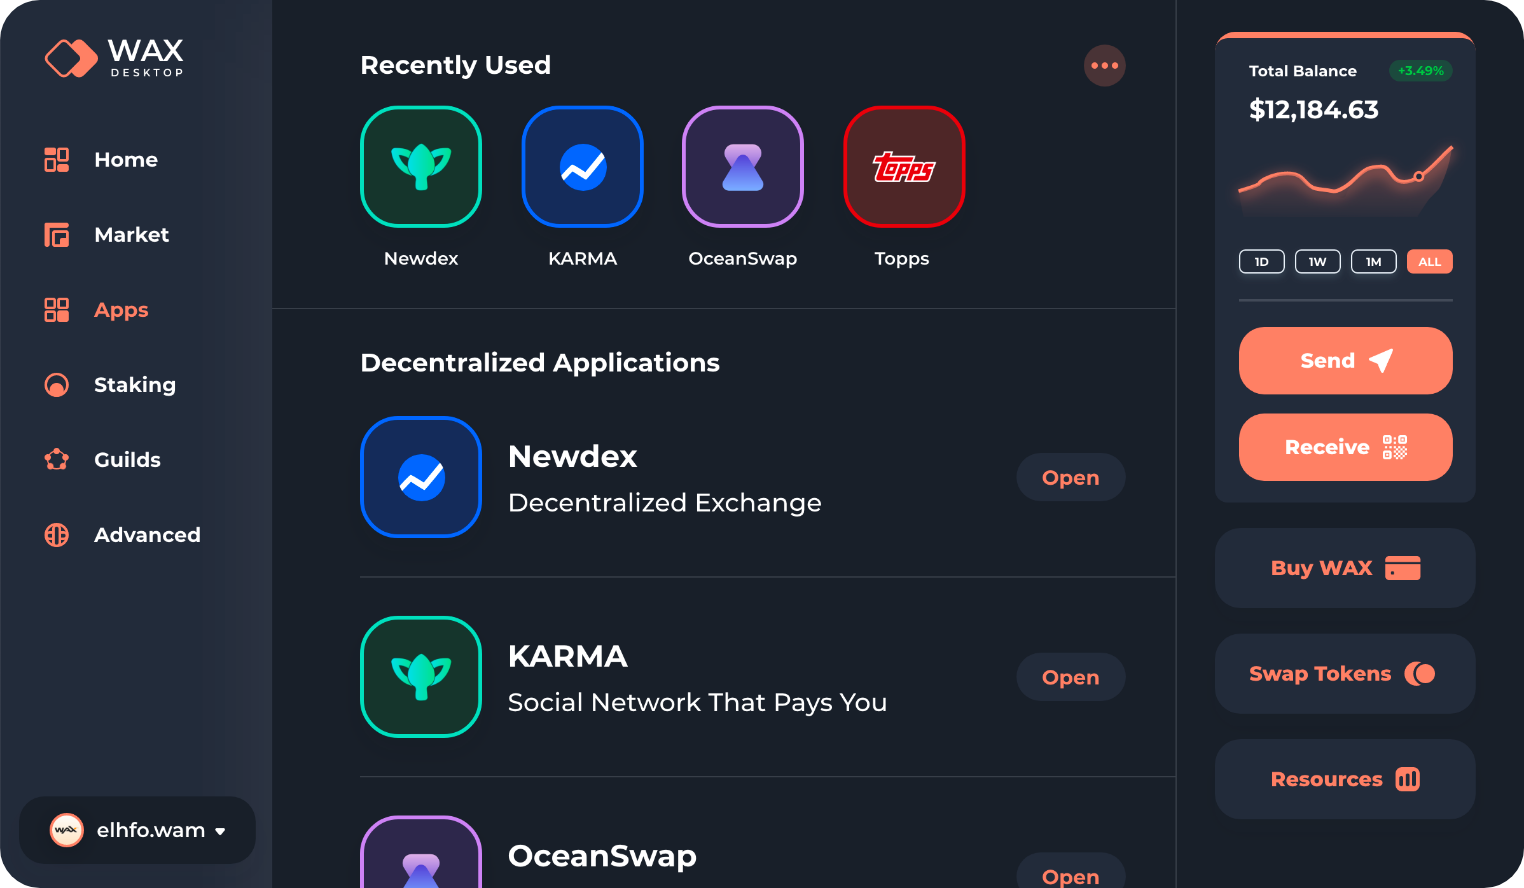 WAX
DESKTOP
Home
Market
Apps
Staking
Guilds
Advanced
WAX
elhfo.wam
Recently Used
Newdex
KARMA
OceanSwap
Topps
Topps
Decentralized Applications
Newdex
Decentralized Exchange
Open
KARMA
Social Network That Pays You
Open
OceanSwap
Open
Total Balance
+3.49%
$12,184.63
1D
1W
1M
ALL
Send
Receive
Buy WAX
Swap Tokens
Resources